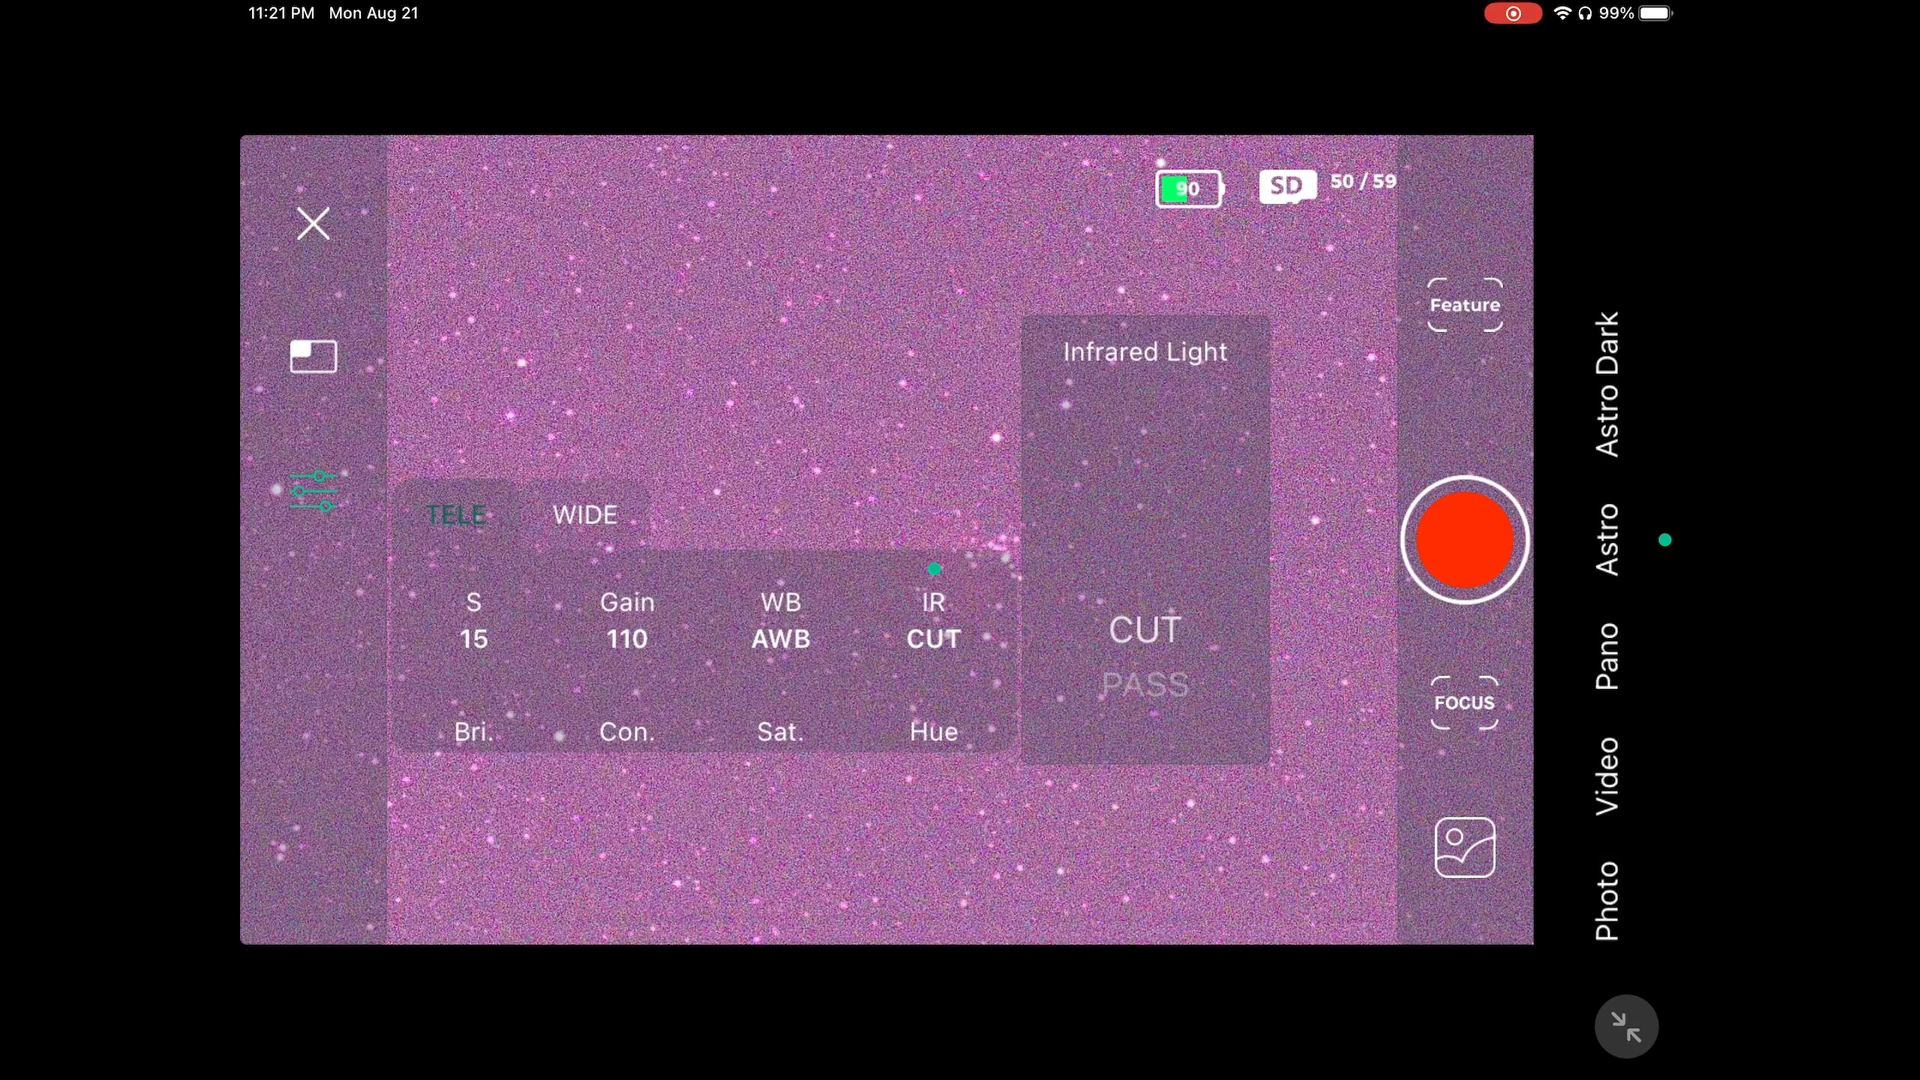 11:21 PM Mon Aug 21
99%
90
SD
50 / 59
Feature
Infrared Light
CUT
PASS
TELE
WIDE
S
15
Gain
110
WB
AWB
IR
CUT
Bri.
Con.
Sat.
Hue
FOCUS
Astro Dark
Astro
Pano
Video
Photo